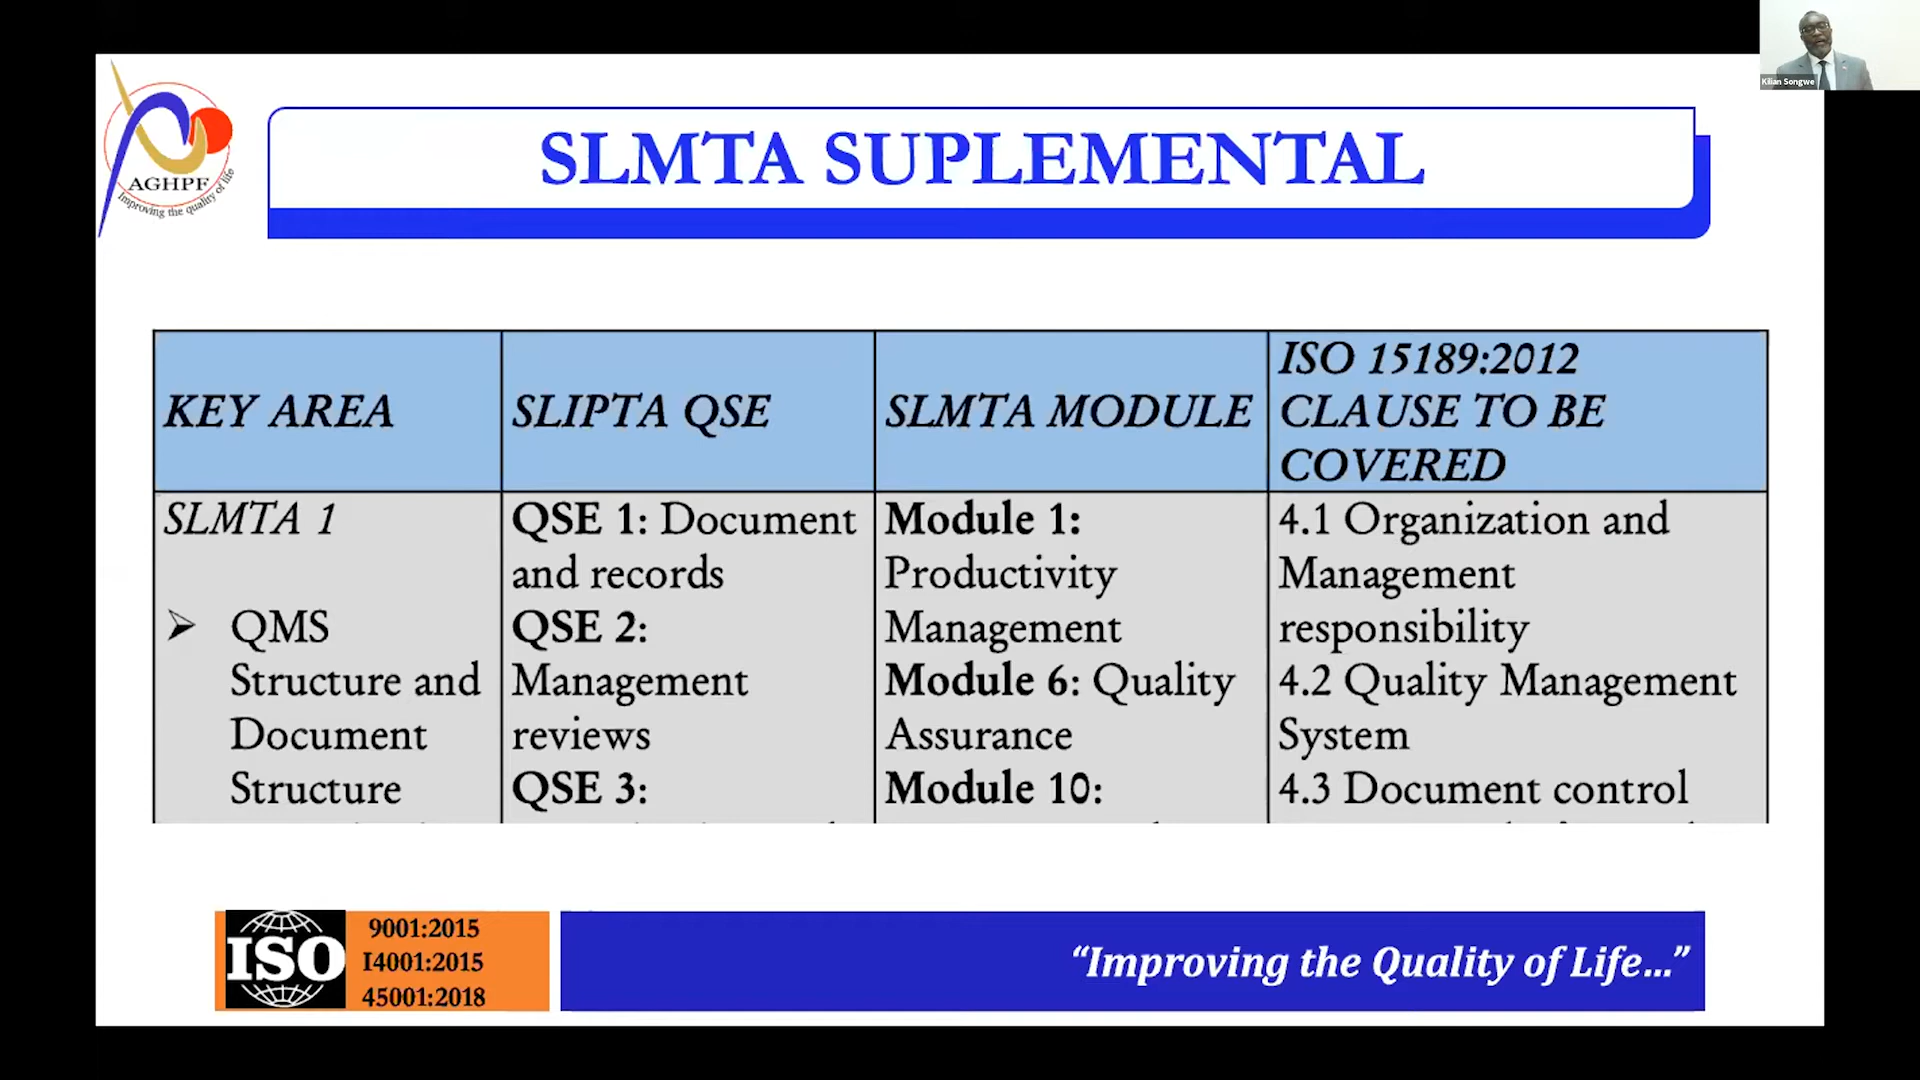 Kilian Songwe
AGHPF
Improving the quality of life
SLMTA SUPLEMENTAL
KEY AREA
SLIPTA QSE
SLMTA MODULE
ISO 15189:2012
CLAUSE TO BE
COVERED
SLMTA 1
➢ QMS
Structure and
Document
Structure
QSE 1: Document
and records
QSE 2:
Management
reviews
QSE 3:
Module 1:
Productivity
Management
Module 6: Quality
Assurance
Module 10:
4.1 Organization and
Management
responsibility
4.2 Quality Management
System
4.3 Document control
ISO
9001:2015
14001:2015
45001:2018
“Improving the Quality of Life...”